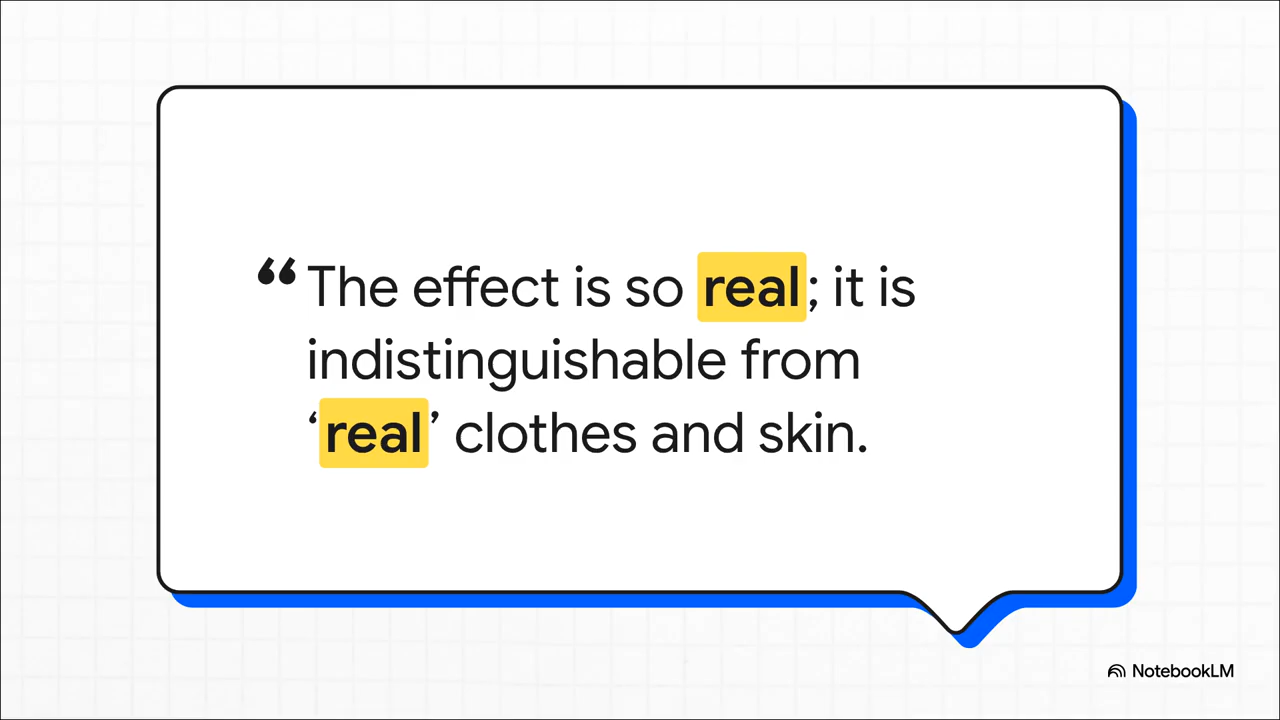 “The effect is so real; it is
indistinguishable from
‘real’ clothes and skin.
NotebookLM